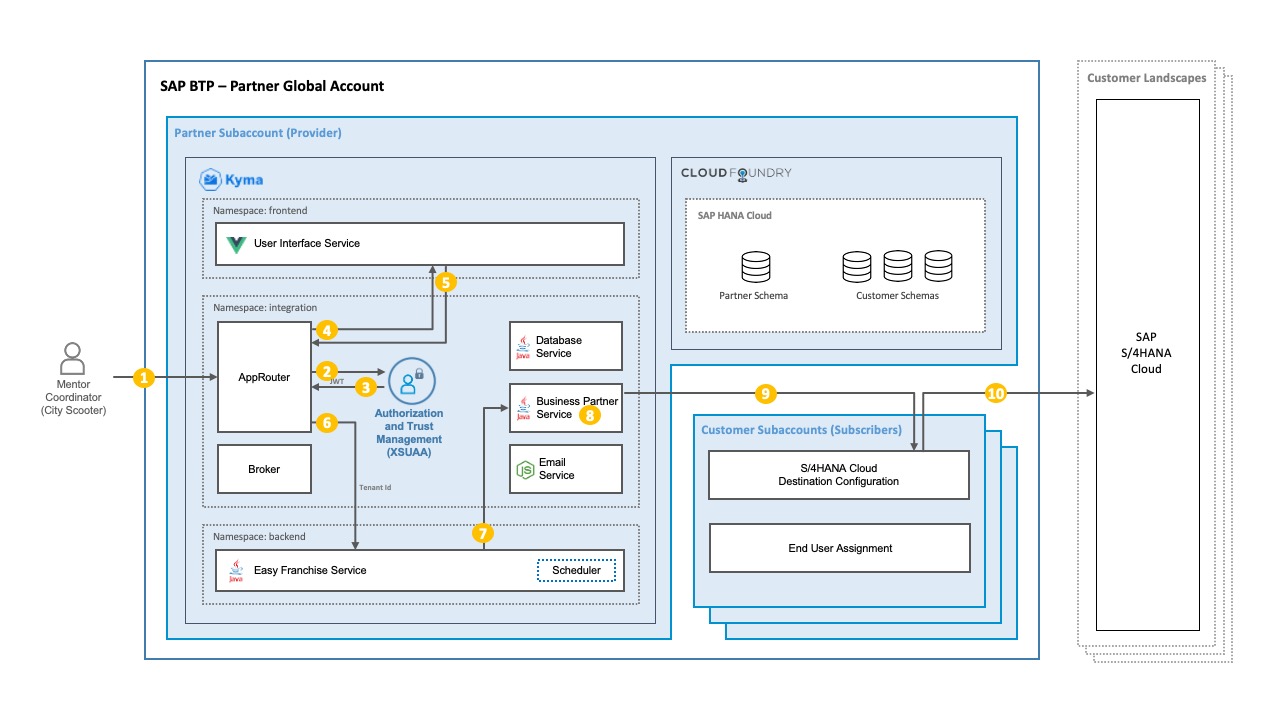 SAP BTP – Partner Global Account
Customer Landscapes
Partner Subaccount (Provider)
Kyma
CLOUD FOUNDRY
Namespace: frontend
User Interface Service
SAP HANA Cloud
Partner Schema
Customer Schemas
5
Namespace: integration
4
AppRouter
2
JWT
3
Authorization
and Trust
Management
(XSUAA)
6
Broker
Tenant Id
Java
Database
Service
Java
Business Partner
Service
8
JS
Email
Service
Mentor
Coordinator
(City Scooter)
1
9
10
SAP
S/4HANA
Cloud
Customer Subaccounts (Subscribers)
S/4HANA Cloud
Destination Configuration
End User Assignment
7
Namespace: backend
Java
Easy Franchise Service
Scheduler